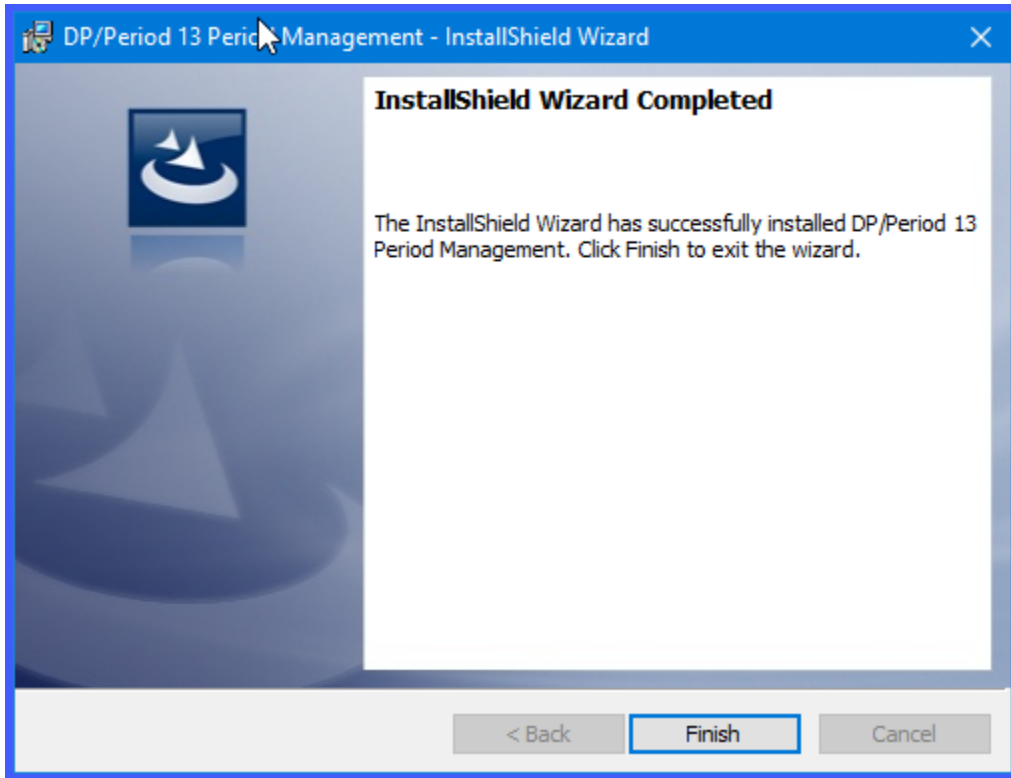 DP/Period 13 Period Management - InstallShield Wizard
InstallShield Wizard Completed
The InstallShield Wizard has successfully installed DP/Period 13
Period Management. Click Finish to exit the wizard.
< Back
Finish
Cancel